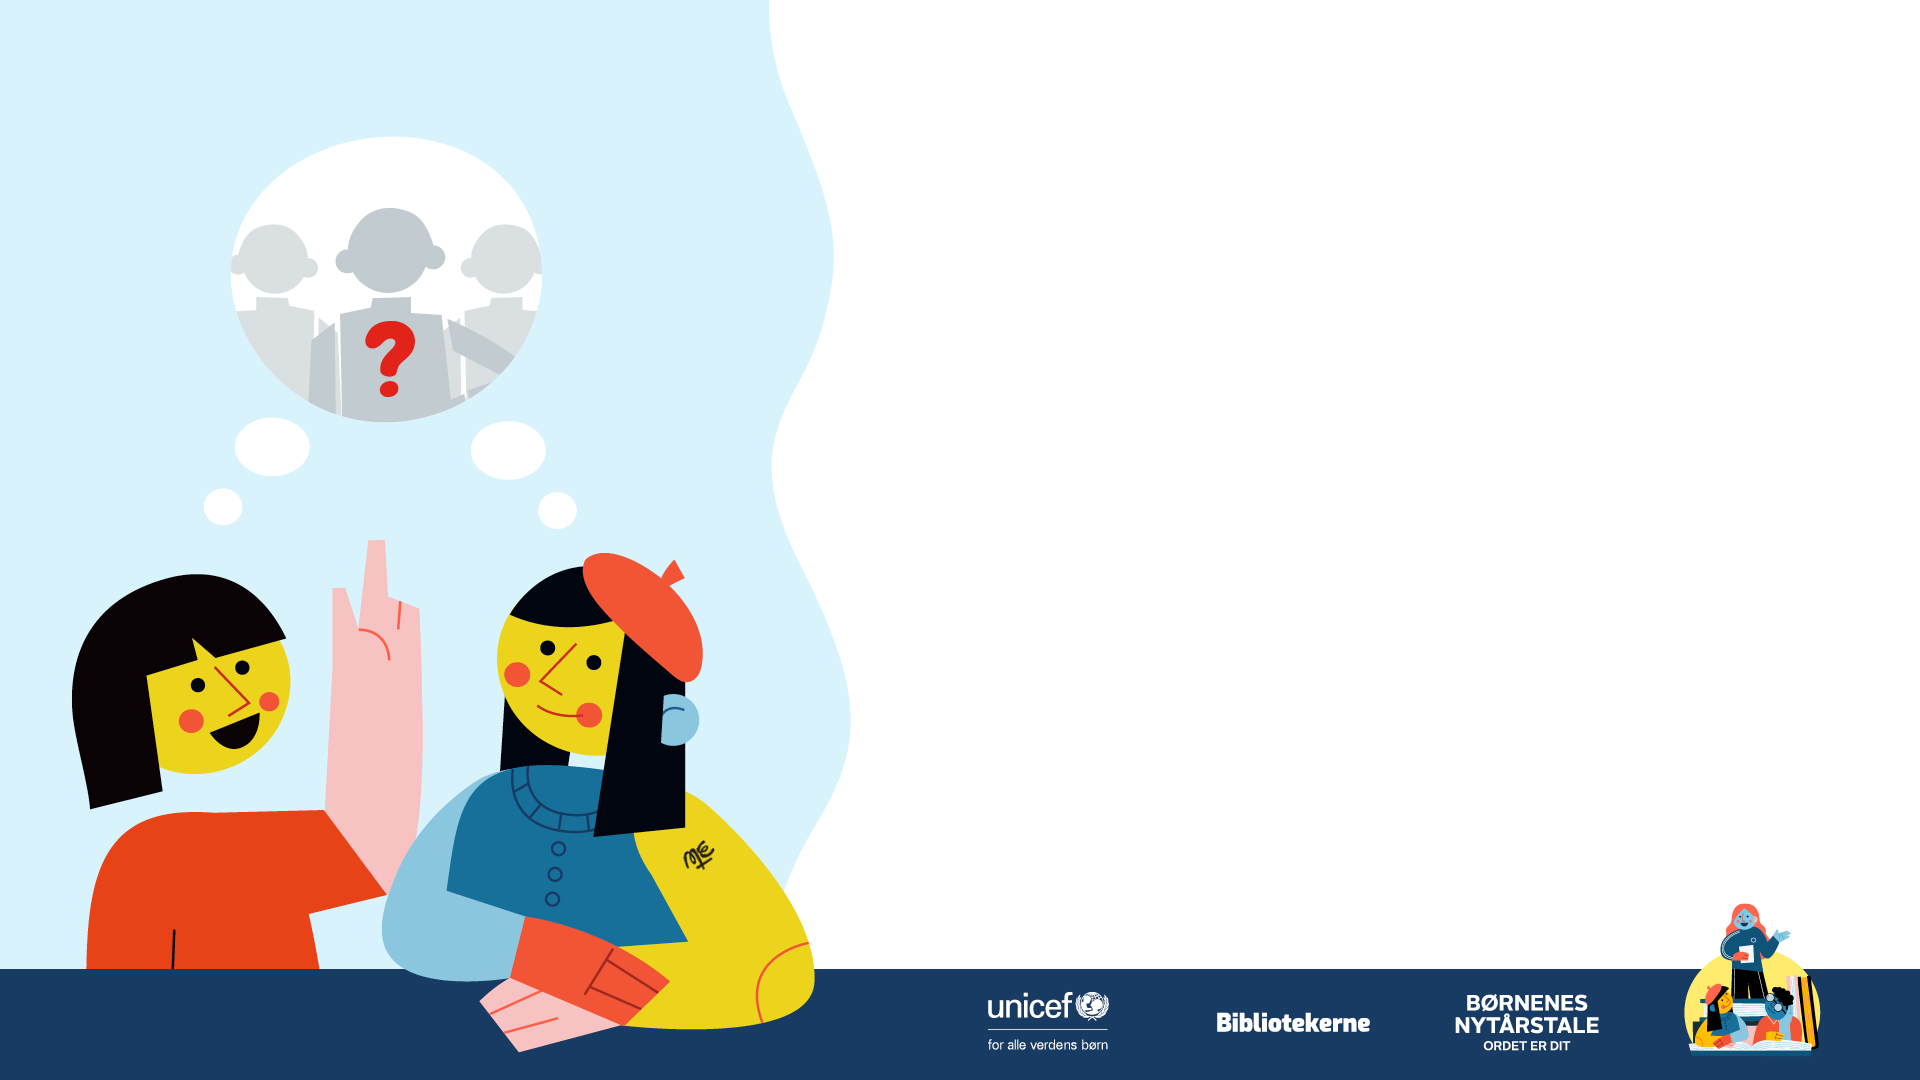 ?
unicef
for alle verdens børn
Bibliotekerne
BØRNENES
NYTÅRSTALE
ORDET ER DIT